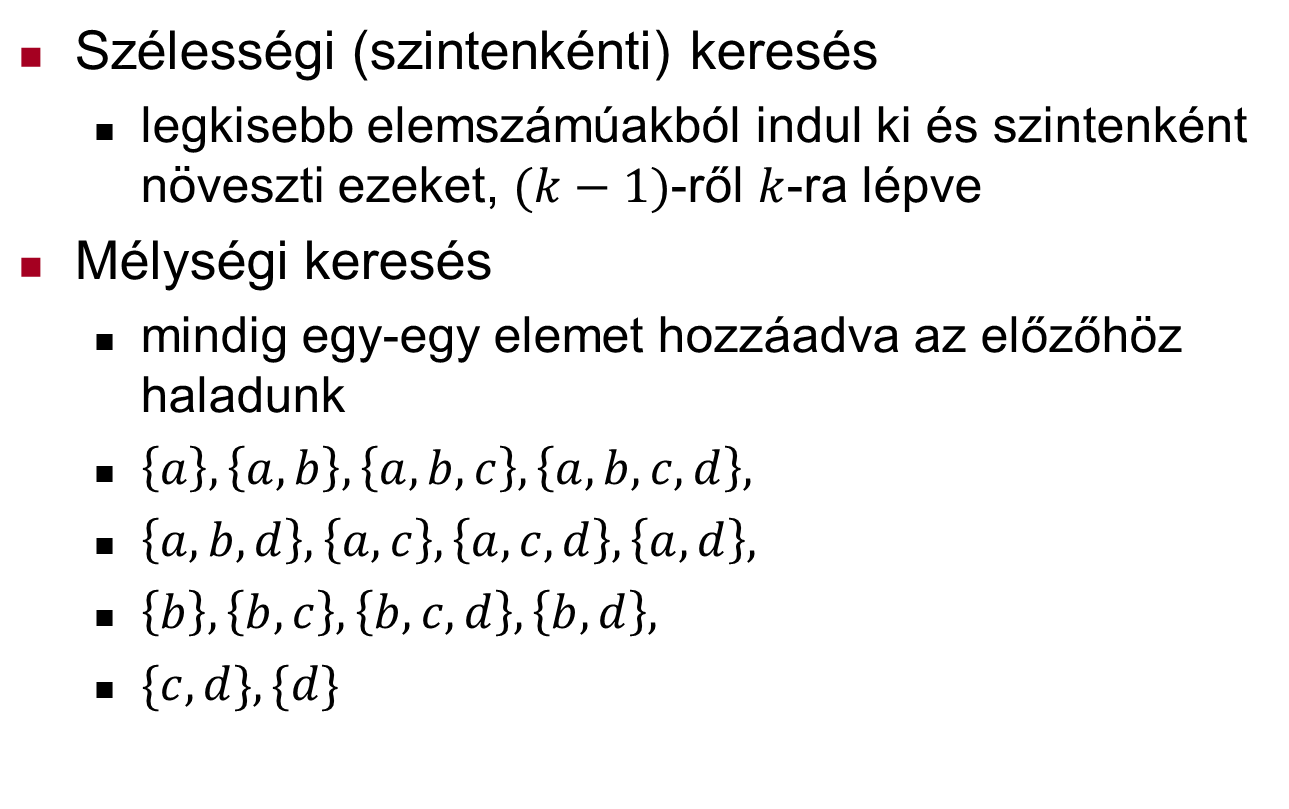 ▪ Szélességi (szintenkénti) keresés
▪ legkisebb elemszámúakból indul ki és szintenként
növeszti ezeket, (k − 1)-ről k-ra lépve
▪ Mélységi keresés
▪ mindig egy-egy elemet hozzáadva az előzőhöz
haladunk
▪ {a}, {a, b}, {a, b, c}, {a, b, c, d},
▪ {a, b, d}, {a, c}, {a, c, d}, {a, d},
▪ {b}, {b, c}, {b, c, d}, {b, d},
▪ {c, d}, {d}